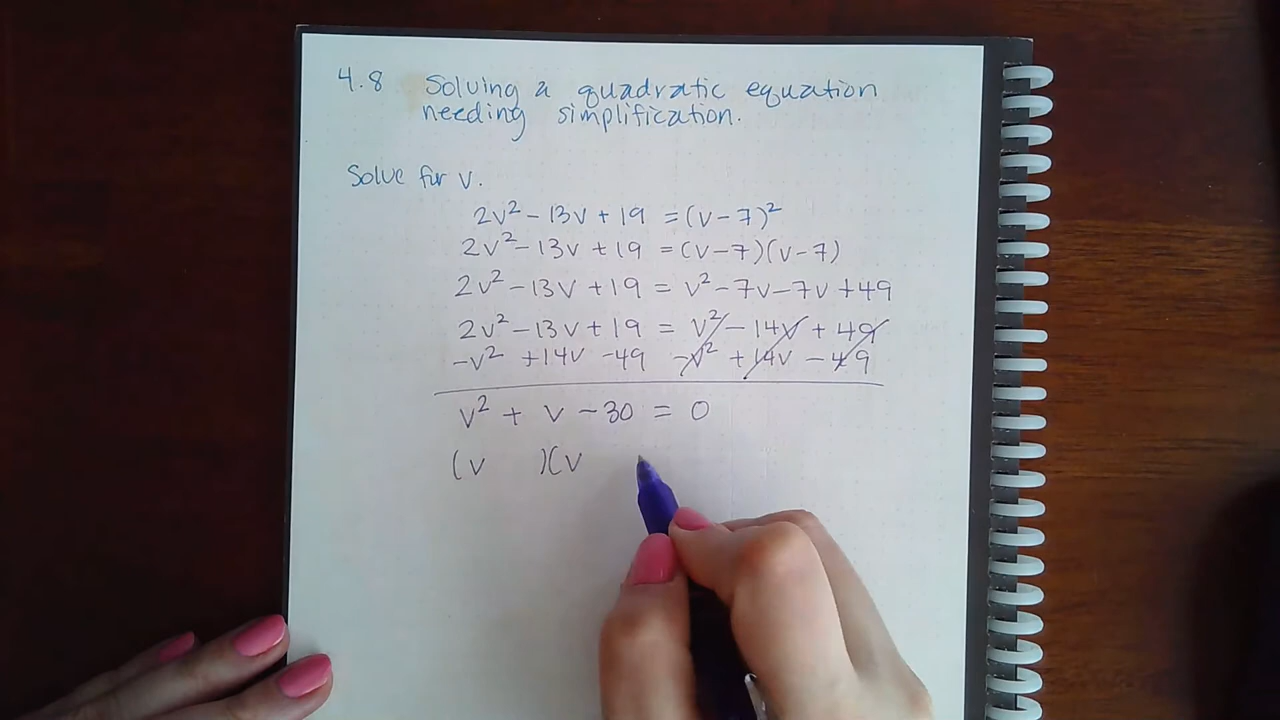 4.8 Solving a quadratic equation
needing simplification.
Solve for v.
2v² - 13v + 19 = (v - 7)²
2v² - 13v + 19 = (v - 7)(v - 7)
2v² - 13v + 19 = v² - 7v - 7v + 49
2v² - 13v + 19 = v² - 14v + 49
-v² + 14v - 49 -v² + 14v - 49
v² + v - 30 = 0
(v )(v